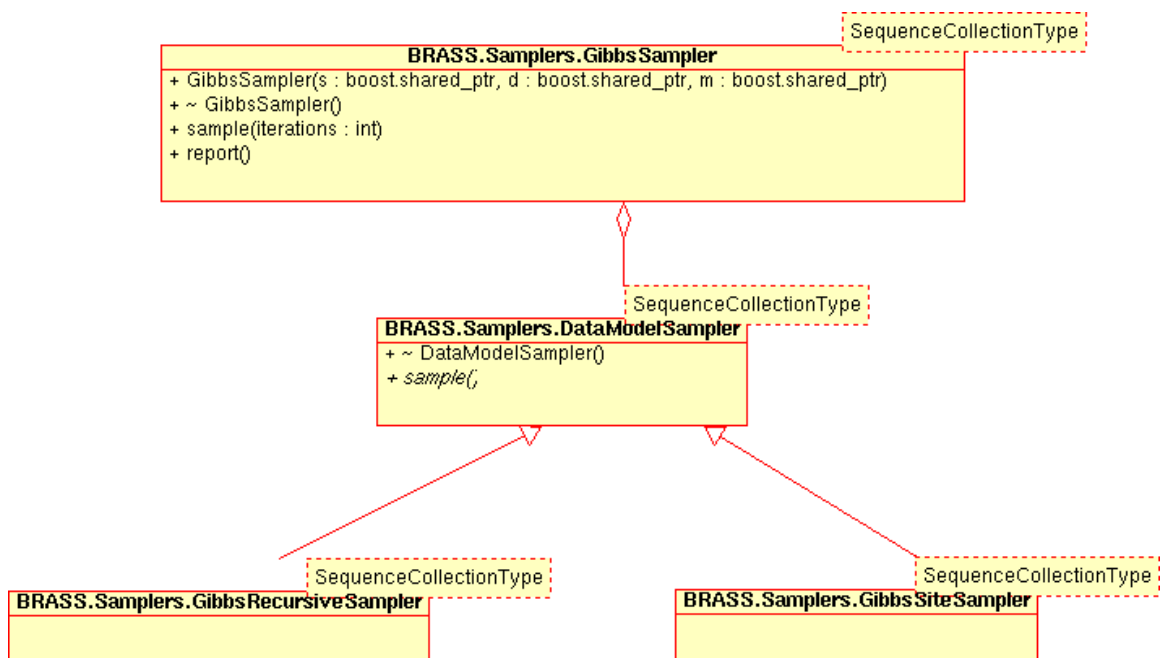 SequenceCollectionType
BRASS.Samplers.GibbsSampler
+ GibbsSampler(s : boost.shared_ptr, d : boost.shared_ptr, m : boost.shared_ptr)
+ ~ GibbsSampler()
+ sample(iterations : int)
+ report()
SequenceCollectionType
BRASS.Samplers.DataModelSampler
+ ~ DataModelSampler()
+ sample(,
SequenceCollectionType
BRASS.Samplers.GibbsRecursiveSampler
SequenceCollectionType
BRASS.Samplers.GibbsSiteSampler